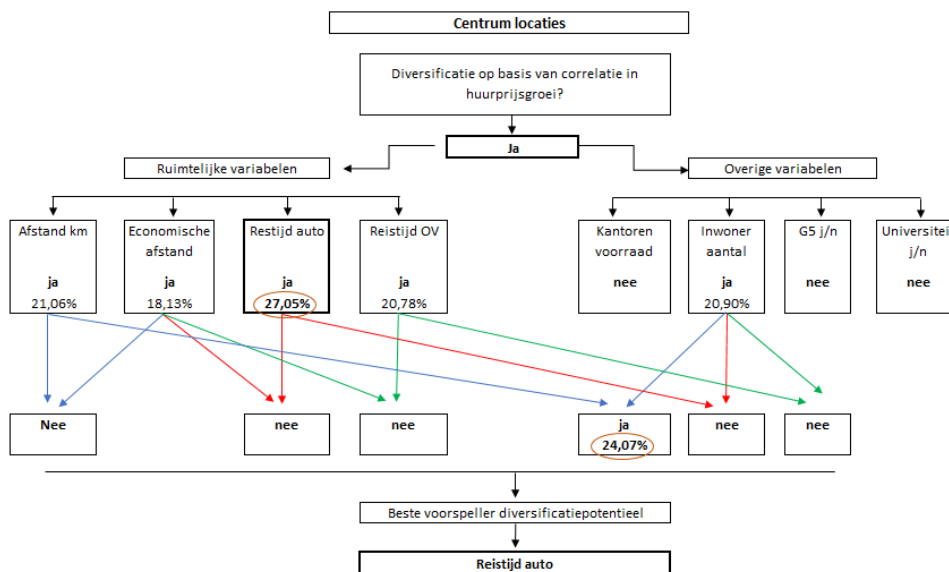 Centrum locaties
Diversificatie op basis van correlatie in
huurprijsgroei?
Ja
Ruimtelijke variabelen
Overige variabelen
Afstand km
ja
21,06%
Economische
afstand
ja
18,13%
Restijd auto
ja
27,05%
Reistijd OV
ja
20,78%
Kantoren
voorraad
nee
Inwoner
aantal
ja
20,90%
G5 j/n
nee
Universitei
j/n
nee
Nee
nee
nee
ja
24,07%
nee
nee
Beste voorspeller diversificatiepotentieel
Reistijd auto